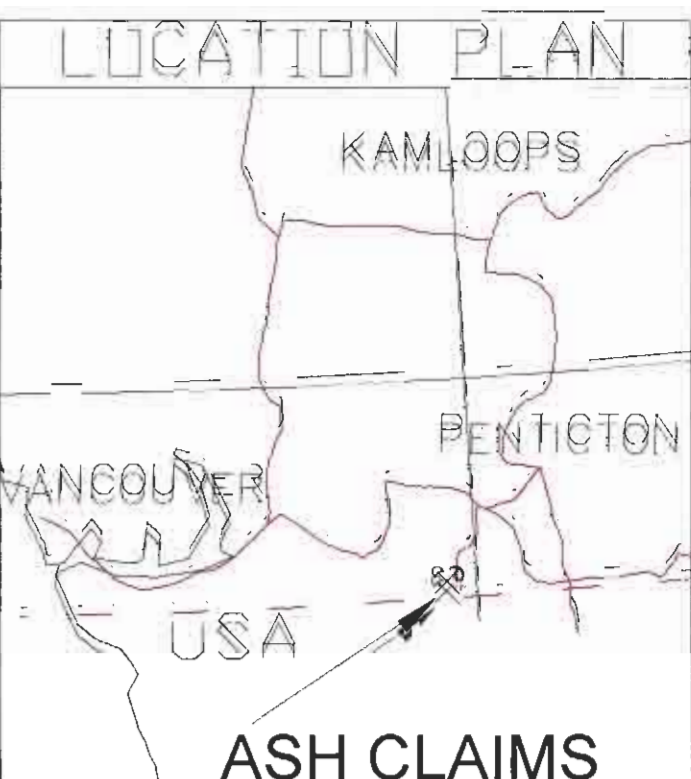 LOCATION PLAN
KAMLOOPS
PENTICTON
VANCOUVER
USA
ASH CLAIMS